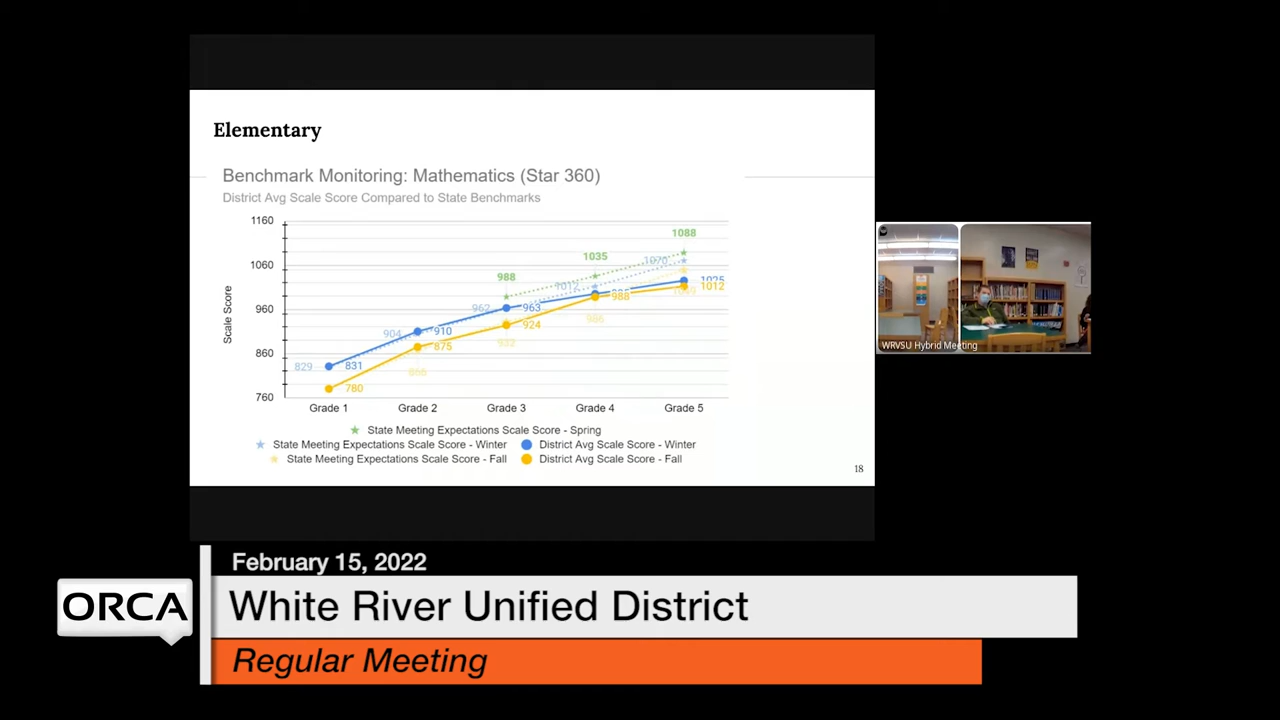 Elementary
Benchmark Monitoring: Mathematics (Star 360)
District Avg Scale Score Compared to State Benchmarks
1160
1060
960
860
760
Scale Score
1088
1070
1025
1012
1035
1012
988
986
988
962
963
924
932
904
910
875
829
831
780
Grade 1 Grade 2 Grade 3 Grade 4 Grade 5
State Meeting Expectations Scale Score - Spring
State Meeting Expectations Scale Score - Winter District Avg Scale Score - Winter
State Meeting Expectations Scale Score - Fall District Avg Scale Score - Fall
18
WRVSU Hybrid Meeting
February 15, 2022
ORCA
White River Unified District
Regular Meeting